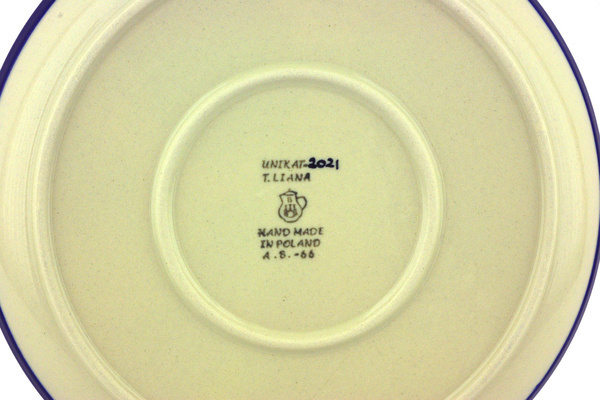 UNIKAT-2021
T. LIANA
B
HAND MADE
IN POLAND
A.S.-66